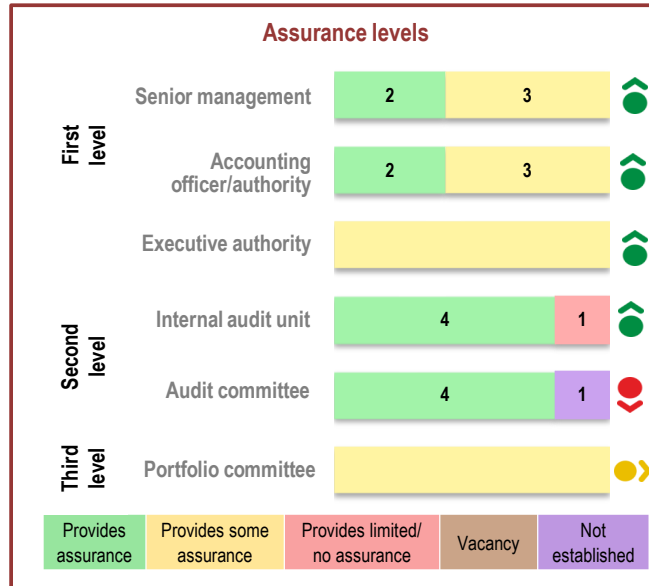 Assurance levels
First
level
Senior management
2
3
Accounting
officer/authority
2
3
Executive authority
Second
level
Internal audit unit
4
1
Audit committee
4
1
Third
level
Portfolio committee
Provides
assurance
Provides some
assurance
Provides limited/
no assurance
Vacancy
Not
established